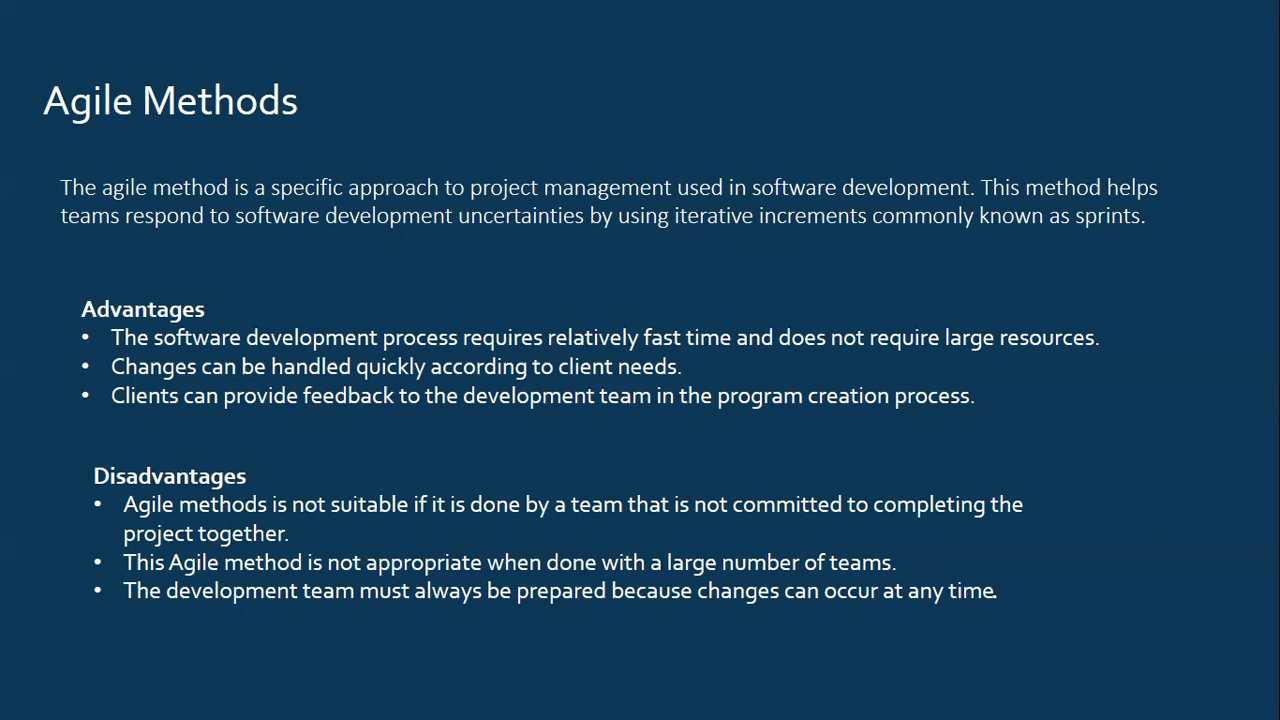 Agile Methods
The agile method is a specific approach to project management used in software development. This method helps
teams respond to software development uncertainties by using iterative increments commonly known as sprints.
Advantages
• The software development process requires relatively fast time and does not require large resources.
• Changes can be handled quickly according to client needs.
• Clients can provide feedback to the development team in the program creation process.
Disadvantages
• Agile methods is not suitable if it is done by a team that is not committed to completing the
project together.
• This Agile method is not appropriate when done with a large number of teams.
• The development team must always be prepared because changes can occur at any time.